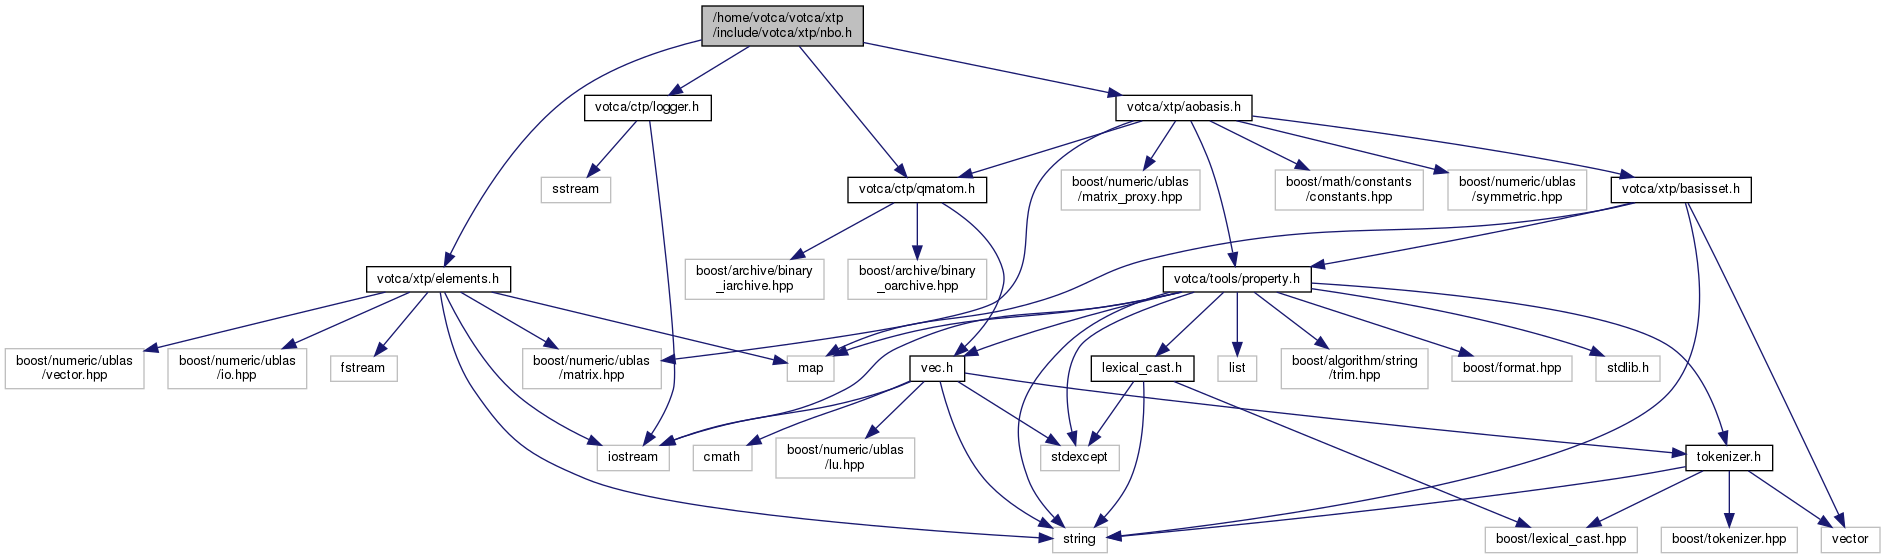 /home/votca/votca/xtp
/include/votca/xtp/nbo.h
votca/ctp/logger.h
votca/xtp/aobasis.h
sstream
votca/ctp/qmatom.h
boost/numeric/ublas
/matrix_proxy.hpp
boost/math/constants
/constants.hpp
boost/numeric/ublas
/symmetric.hpp
votca/xtp/basisset.h
votca/xtp/elements.h
boost/archive/binary
_iarchive.hpp
boost/archive/binary
_oarchive.hpp
votca/tools/property.h
boost/numeric/ublas
/vector.hpp
boost/numeric/ublas
/io.hpp
fstream
boost/numeric/ublas
/matrix.hpp
map
vec.h
lexical_cast.h
list
boost/algorithm/string
/trim.hpp
boost/format.hpp
stdlib.h
iostream
cmath
boost/numeric/ublas
/lu.hpp
stdexcept
tokenizer.h
string
boost/lexical_cast.hpp
boost/tokenizer.hpp
vector